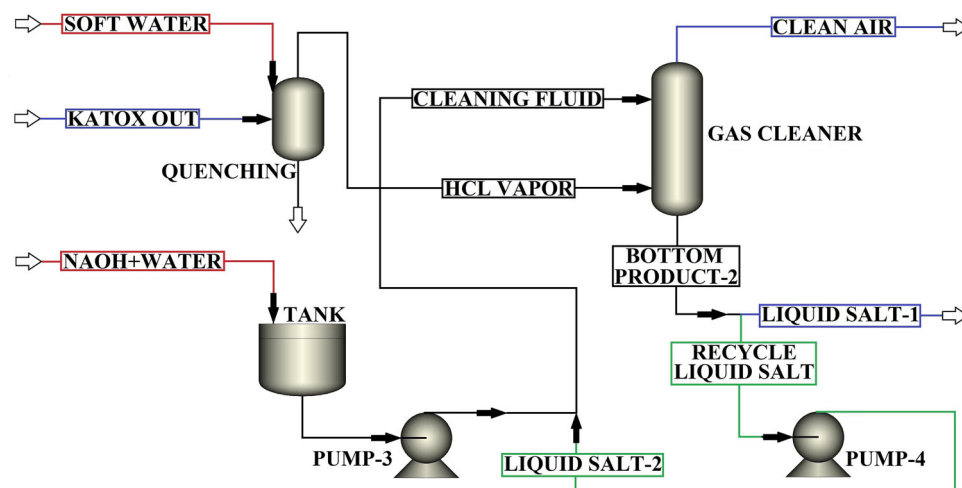 SOFT WATER
CLEAN AIR
KATOX OUT
CLEANING FLUID
GAS CLEANER
QUENCHING
HCL VAPOR
NAOH+WATER
BOTTOM
PRODUCT-2
TANK
LIQUID SALT-1
RECYCLE
LIQUID SALT
PUMP-3
LIQUID SALT-2
PUMP-4